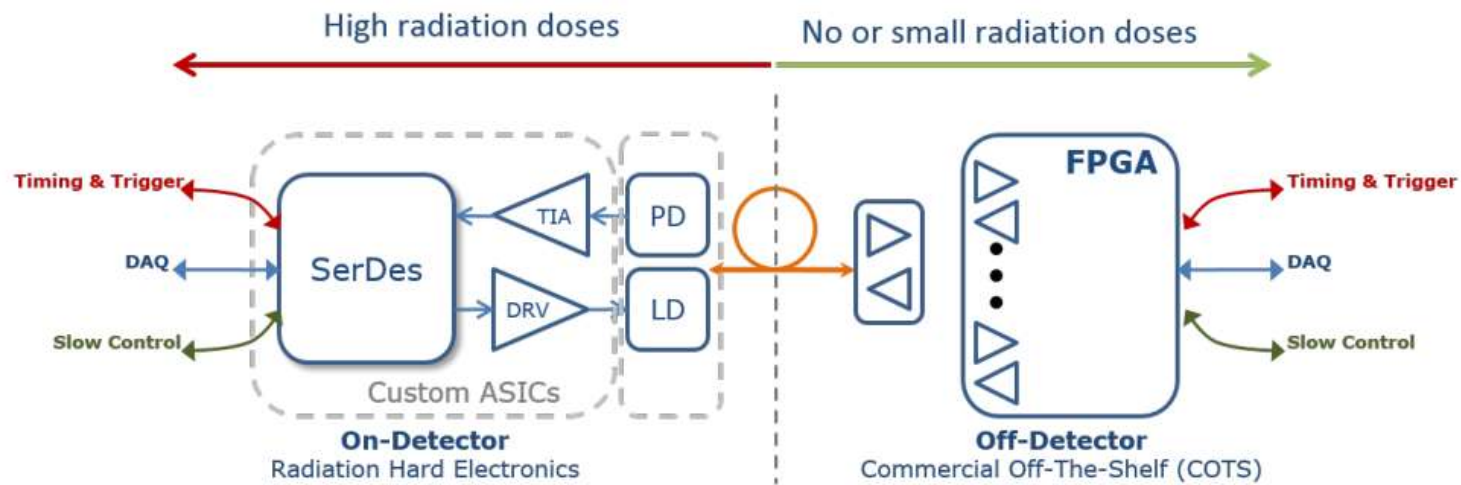 High radiation doses
No or small radiation doses
FPGA
Timing & Trigger
TIA
PD
Timing & Trigger
DAQ
SerDes
DAQ
DRV
LD
Slow Control
Slow Control
Custom ASICs
On-Detector
Off-Detector
Radiation Hard Electronics
Commercial Off-The-Shelf (COTS)